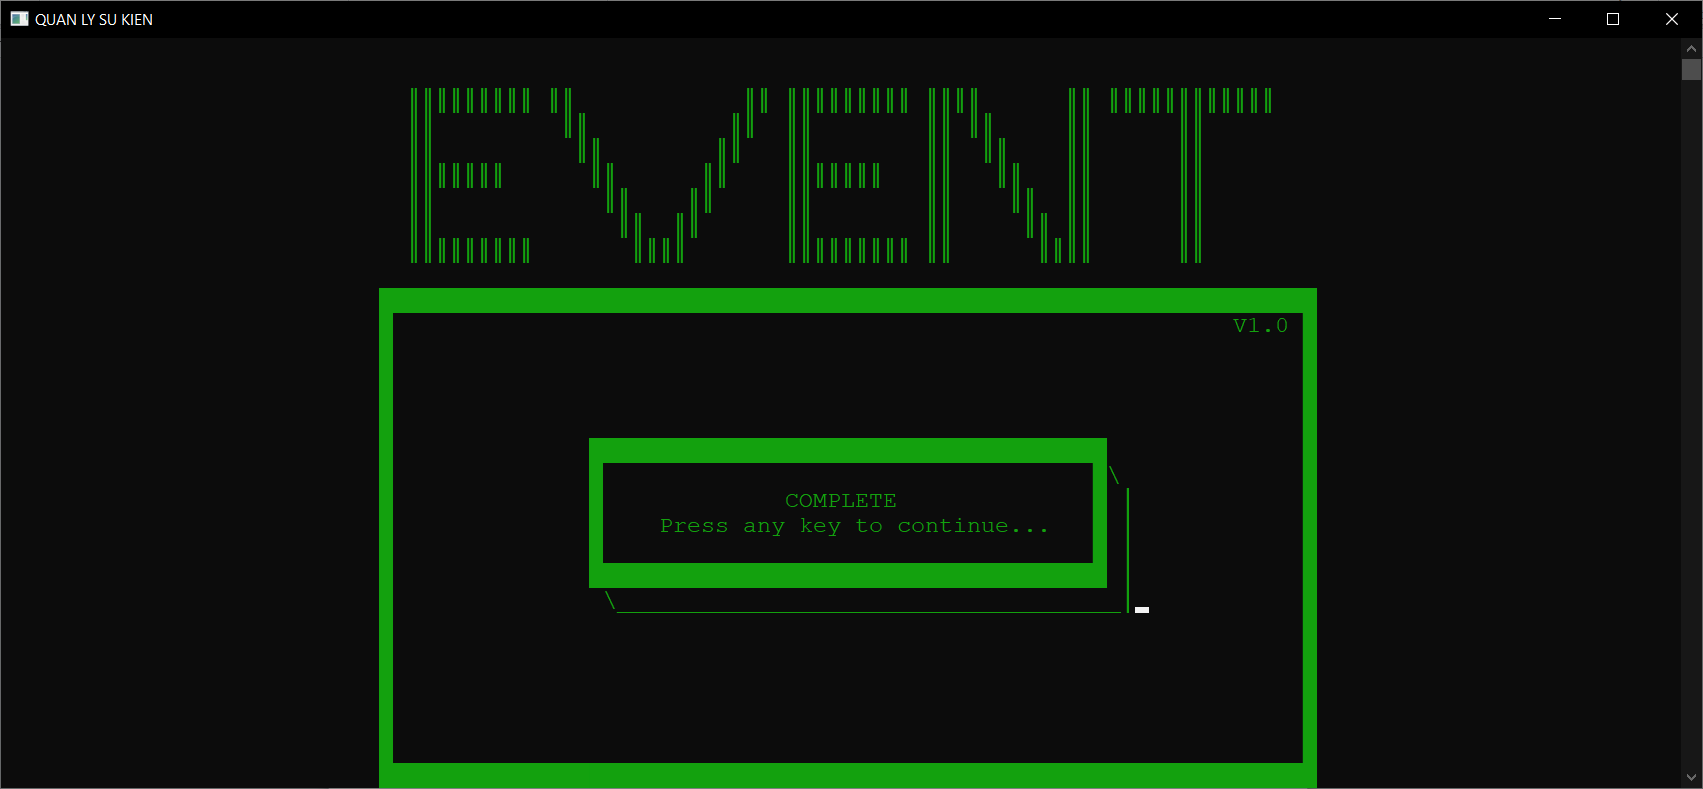 QUAN LY SU KIEN
EVENT
V1.0
COMPLETE
Press any key to continue...